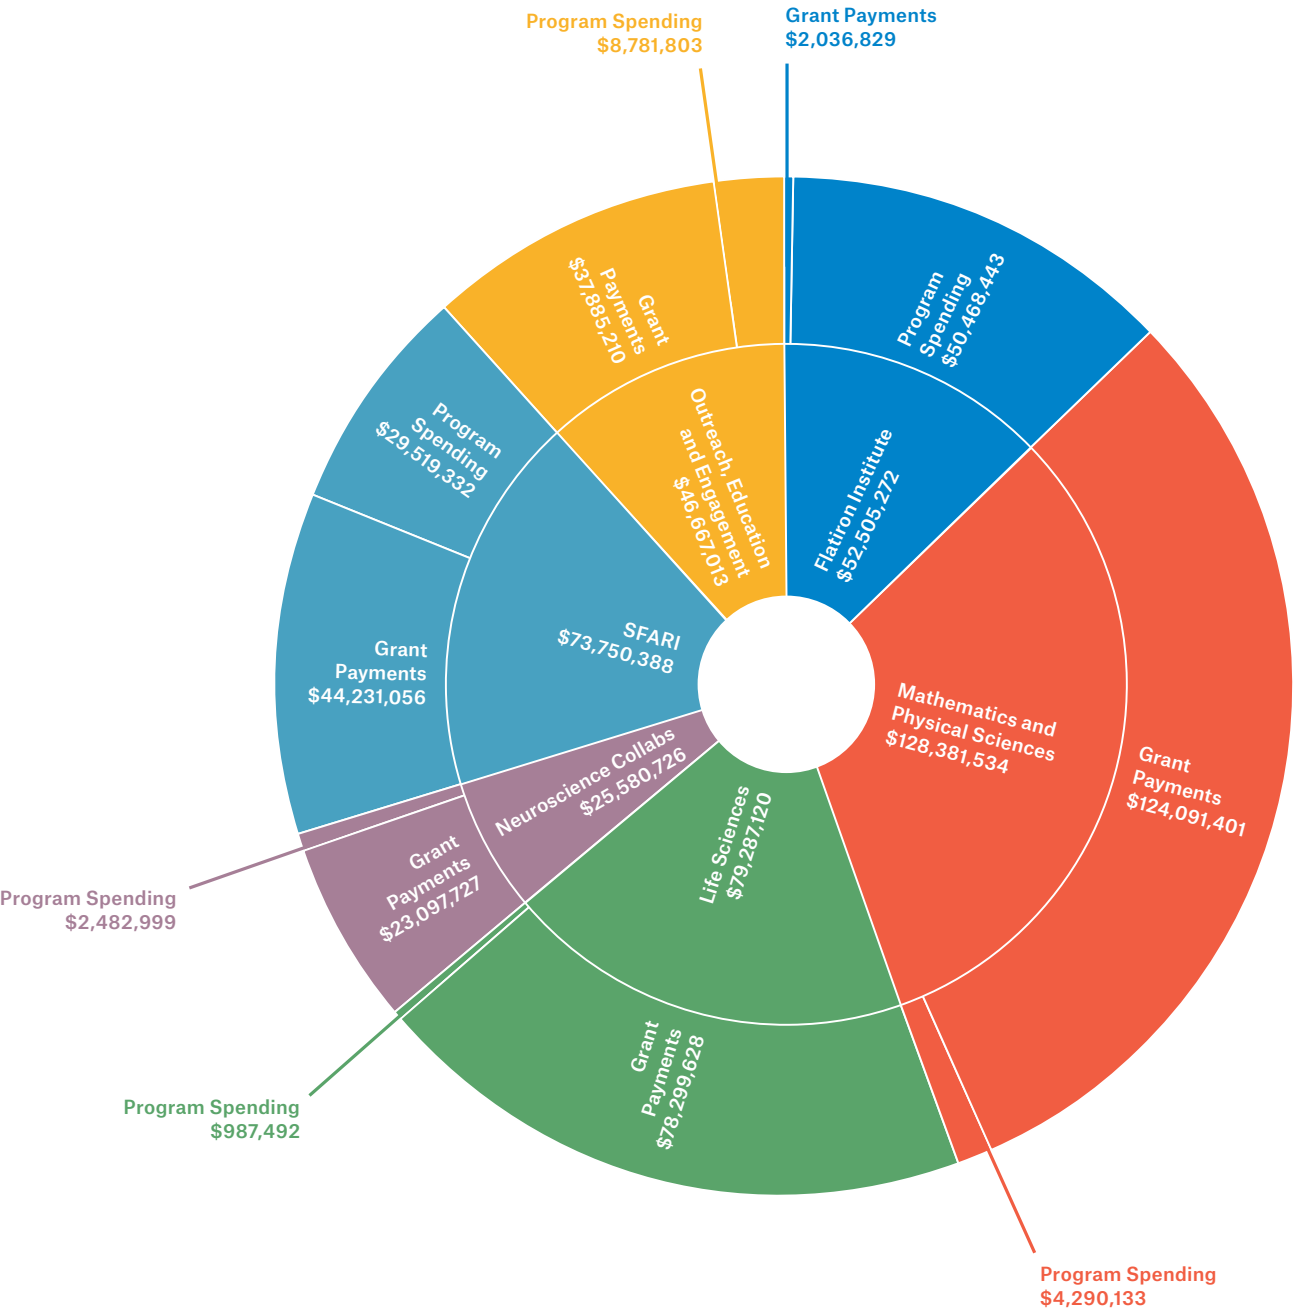 Program Spending
$8,781,803
Grant Payments
$2,036,829
Program
Spending
$50,468,443
Grant
Payments
$37,885,210
Outreach, Education
and Engagement
$46,667,013
Flatiron Institute
$52,505,272
Program
Spending
$29,519,332
SFARI
$73,750,388
Grant
Payments
$44,231,056
Mathematics and
Physical Sciences
$128,381,534
Grant
Payments
$124,091,401
Neuroscience Collabs
$25,580,726
Life Sciences
$79,287,120
Grant
Payments
$23,097,727
Program Spending
$2,482,999
Grant
Payments
$78,299,628
Program Spending
$987,492
Program Spending
$4,290,133